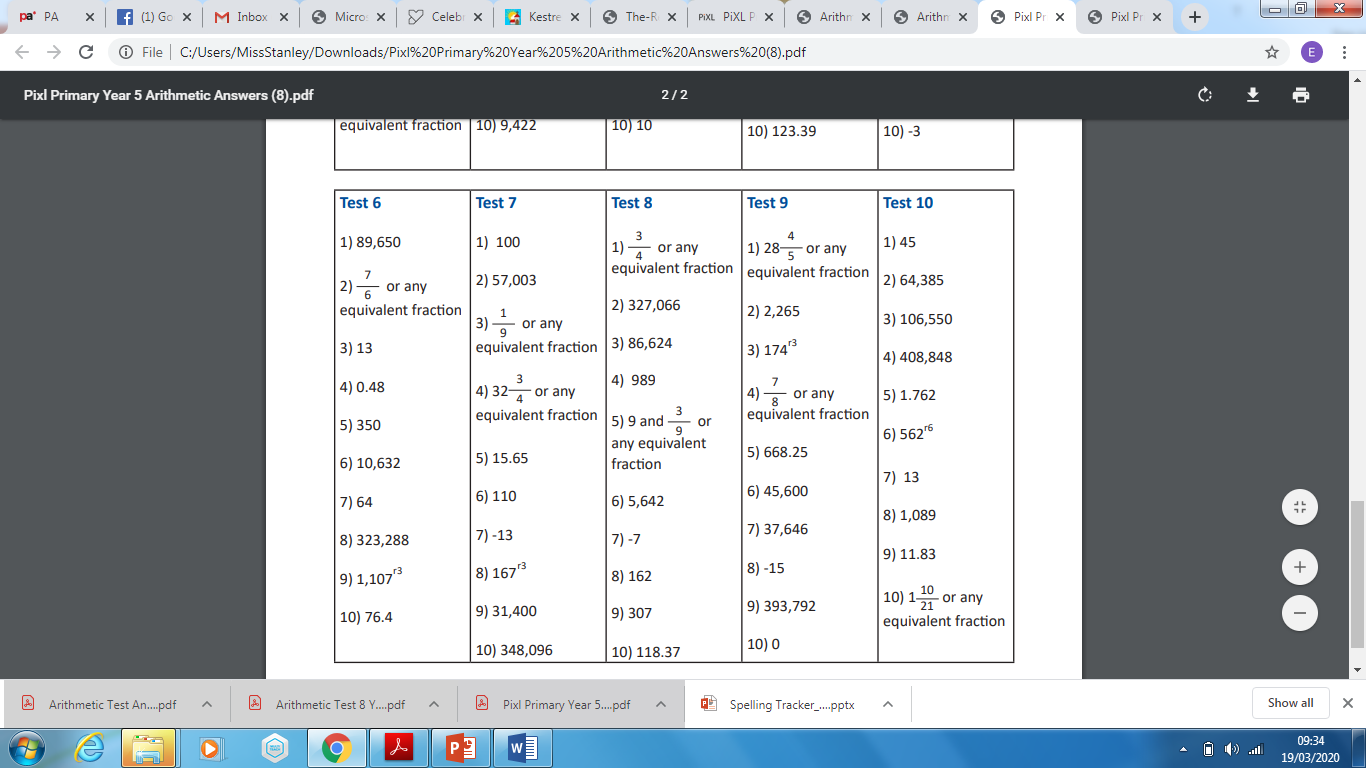 PA
(1) Go
Inbox
Micros
Celebr
Kestre
The-R
PiXL P
Arithn
Arithn
Pixl Pr
Pixl Pr
File | C:/Users/MissStanley/Downloads/Pixl%20Primary%20Year%205%20Arithmetic%20Answers%20(8).pdf
E
Pixl Primary Year 5 Arithmetic Answers (8).pdf
2 / 2
equivalent fraction
10) 9,422
10) 10
10) 123.39
10) -3
Test 6
1) 89,650
2) 7/6 or any
equivalent fraction
3) 13
4) 0.48
5) 350
6) 10,632
7) 64
8) 323,288
9) 1,107 r3
10) 76.4
Test 7
1) 100
2) 57,003
3) 1/9 or any
equivalent fraction
4) 32 3/4 or any
equivalent fraction
5) 15.65
6) 110
7) -13
8) 167 r3
9) 31,400
10) 348,096
Test 8
1) 3/4 or any
equivalent fraction
2) 327,066
3) 86,624
4) 989
5) 9 and 3/9 or
any equivalent
fraction
6) 5,642
7) -7
8) 162
9) 307
10) 118.37
Test 9
1) 28 4/5 or any
equivalent fraction
2) 2,265
3) 174 r3
4) 7/8 or any
equivalent fraction
5) 668.25
6) 45,600
7) 37,646
8) -15
9) 393,792
10) 0
Test 10
1) 45
2) 64,385
3) 106,550
4) 408,848
5) 1.762
6) 562 r6
7) 13
8) 1,089
9) 11.83
10) 1 10/21 or any
equivalent fraction
Arithmetic Test An....pdf
Arithmetic Test 8 Y....pdf
Pixl Primary Year 5....pdf
Spelling Tracker_....pptx
Show all
09:34
19/03/2020